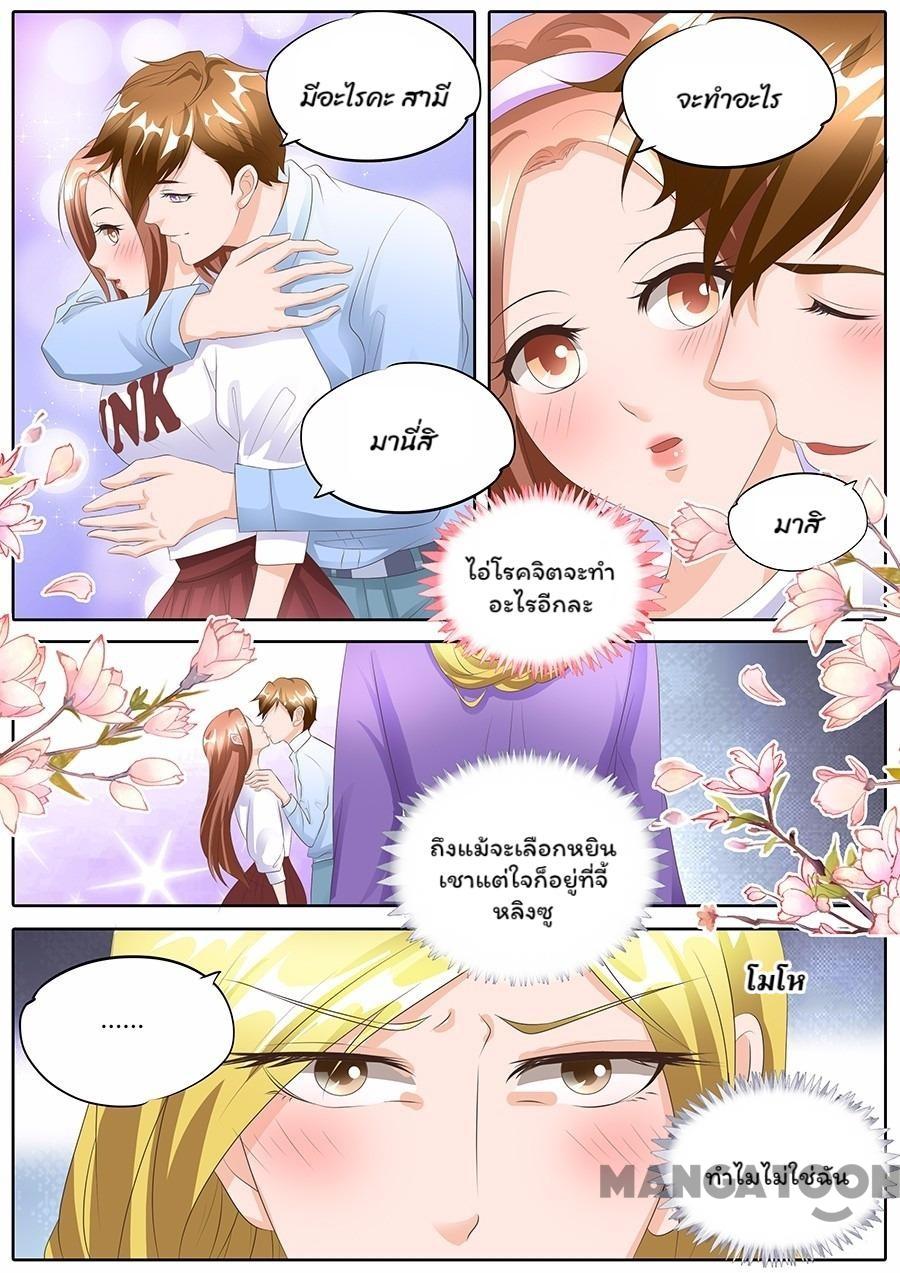 มีอะไรคะ สามี
จะทำอะไร
มานี่สิ
มาสิ
ไอ่โรคจิตจะทำ
อะไรอีกละ
INK
ถึงแม้จะเลือกหยิน
เชาแต่ใจก็อยู่ที่จี้
หลิงซู
......
โมโห
ทำไมไม่ใช่ฉัน
MANGATOON